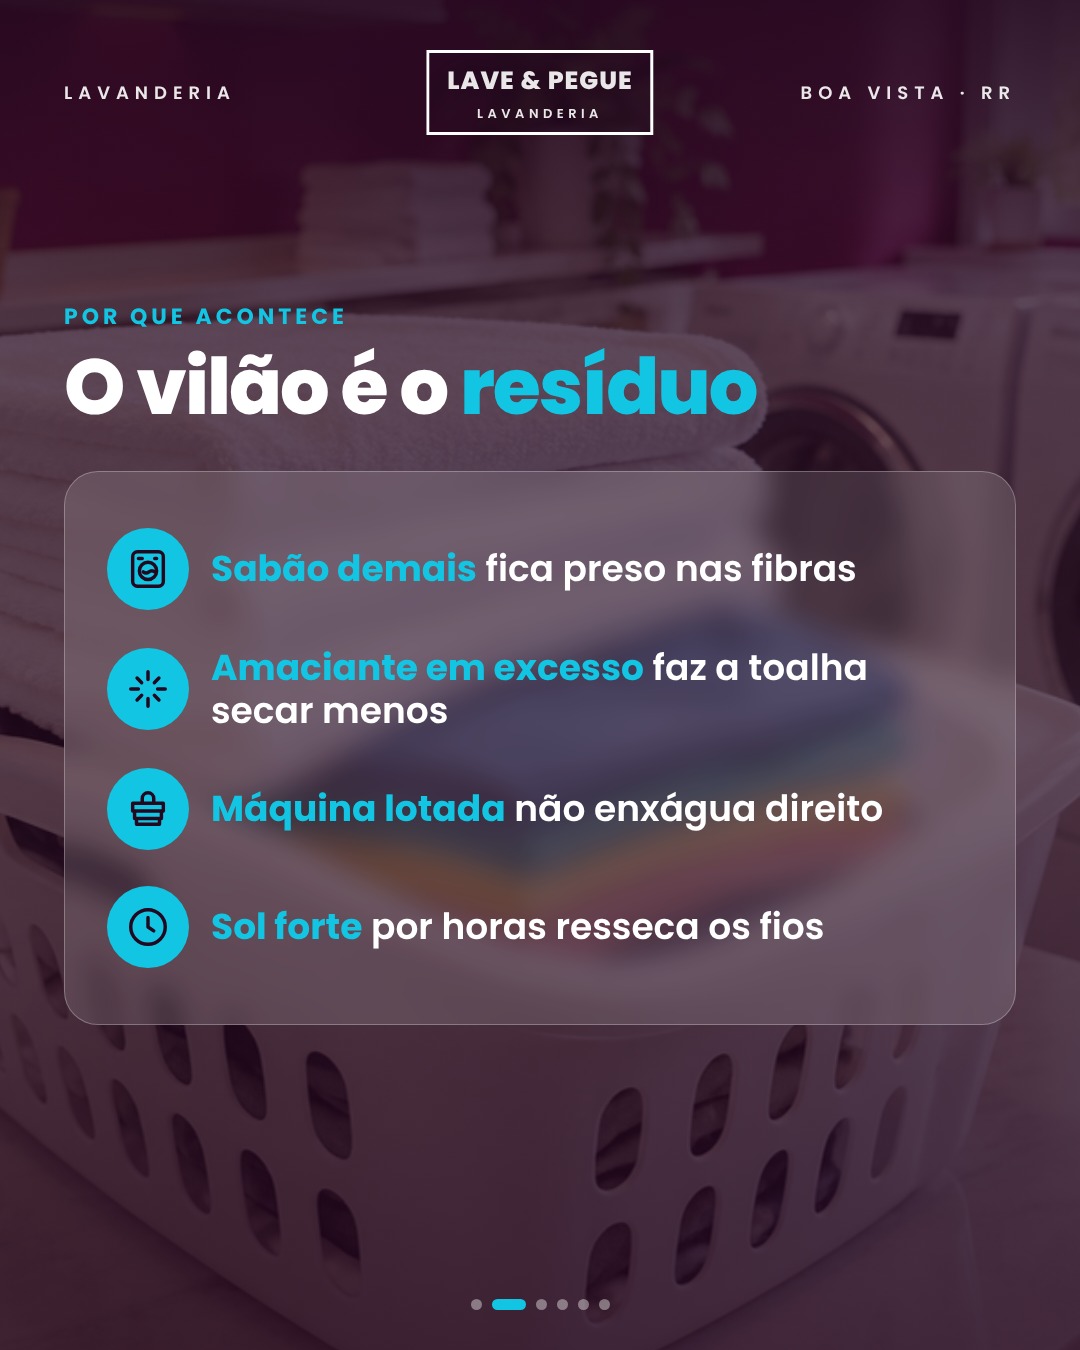 LAVANDERIA
LAVE & PEGUE
LAVANDERIA
BOA VISTA · RR
POR QUE ACONTECE
O vilão é o resíduo
Sabão demais fica preso nas fibras
Amaciante em excesso faz a toalha
secar menos
Máquina lotada não enxágua direito
Sol forte por horas resseca os fios